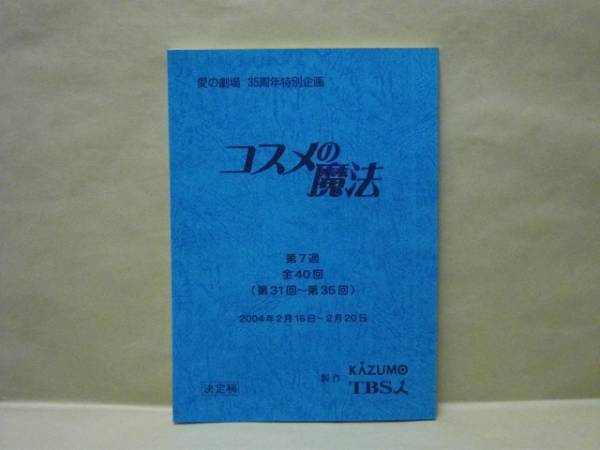 愛の劇場 35周年特別企画
コスメの魔法
第7週
全40回
(第31回~第35回)
2004年2月16日~2月20日
製作 KAZUMO
TBS
決定稿